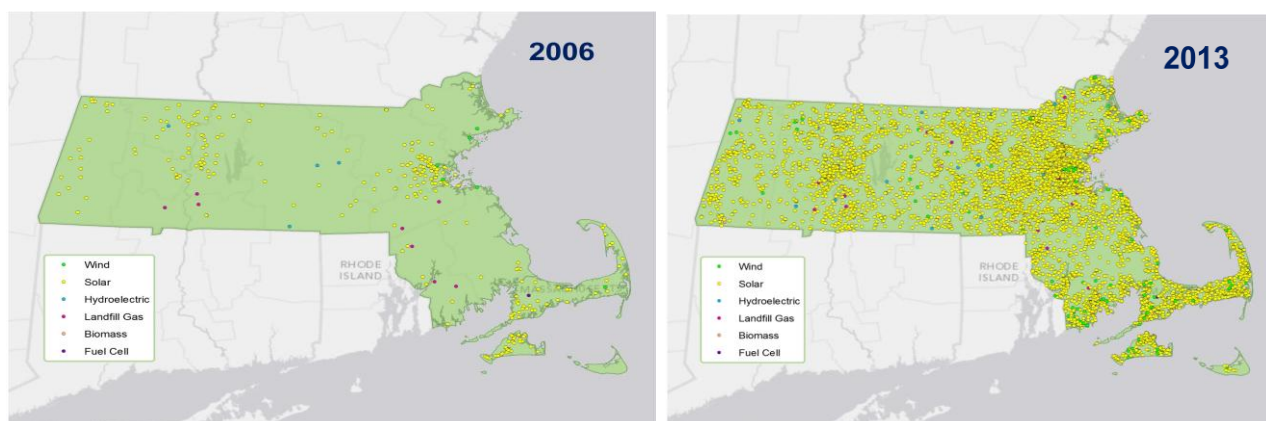 2006
RHODE
ISLAND
Wind
Solar
Hydroelectric
Landfill Gas
Biomass
Fuel Cell
2013
RHODE
ISLAND
Wind
Solar
Hydroelectric
Landfill Gas
Biomass
Fuel Cell